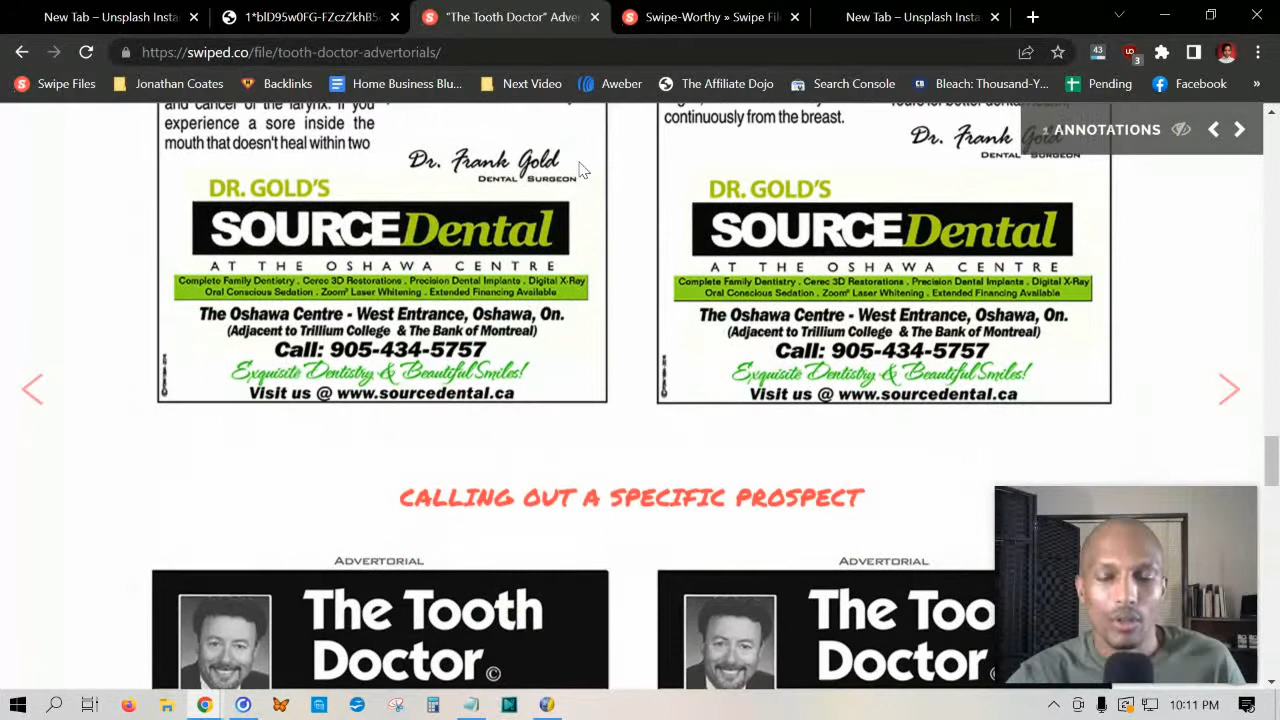 New Tab – Unsplash Insta
1*blD95w0FG-FZczZkhB5
"The Tooth Doctor" Adver
Swipe-Worthy » Swipe Fil
New Tab – Unsplash Insta
https://swiped.co/file/tooth-doctor-advertorials/
43
3
Swipe Files
Jonathan Coates
Backlinks
Home Business Blu...
Next Video
Aweber
The Affiliate Dojo
Search Console
Bleach: Thousand-Y...
Pending
Facebook
»
and cancer of the larynx. If you
experience a sore inside the
mouth that doesn't heal within two
Dr. Frank Gold
Dental Surgeon
DR. GOLD'S
SOURCEDental
AT THE OSHAWA CENTRE
Complete Family Dentistry . Cerec 3D Restorations . Precision Dental Implants . Digital X-Ray
Oral Conscious Sedation . Zoom® Laser Whitening . Extended Financing Available
The Oshawa Centre - West Entrance, Oshawa, On.
(Adjacent to Trillium College & The Bank of Montreal)
Call: 905-434-5757
Exquisite Dentistry & Beautiful Smiles!
Visit us @ www.sourcedental.ca
continuously from the breast.
Dr. Frank Gold
Dental Surgeon
ANNOTATIONS
DR. GOLD'S
SOURCEDental
AT THE OSHAWA CENTRE
Complete Family Dentistry . Cerec 3D Restorations . Precision Dental Implants . Digital X-Ray
Oral Conscious Sedation . Zoom® Laser Whitening . Extended Financing Available
The Oshawa Centre - West Entrance, Oshawa, On.
(Adjacent to Trillium College & The Bank of Montreal)
Call: 905-434-5757
Exquisite Dentistry & Beautiful Smiles!
Visit us @ www.sourcedental.ca
CALLING OUT A SPECIFIC PROSPECT
Advertorial
The Tooth
Doctor©
Advertorial
The Too
Doctor
10:11 PM